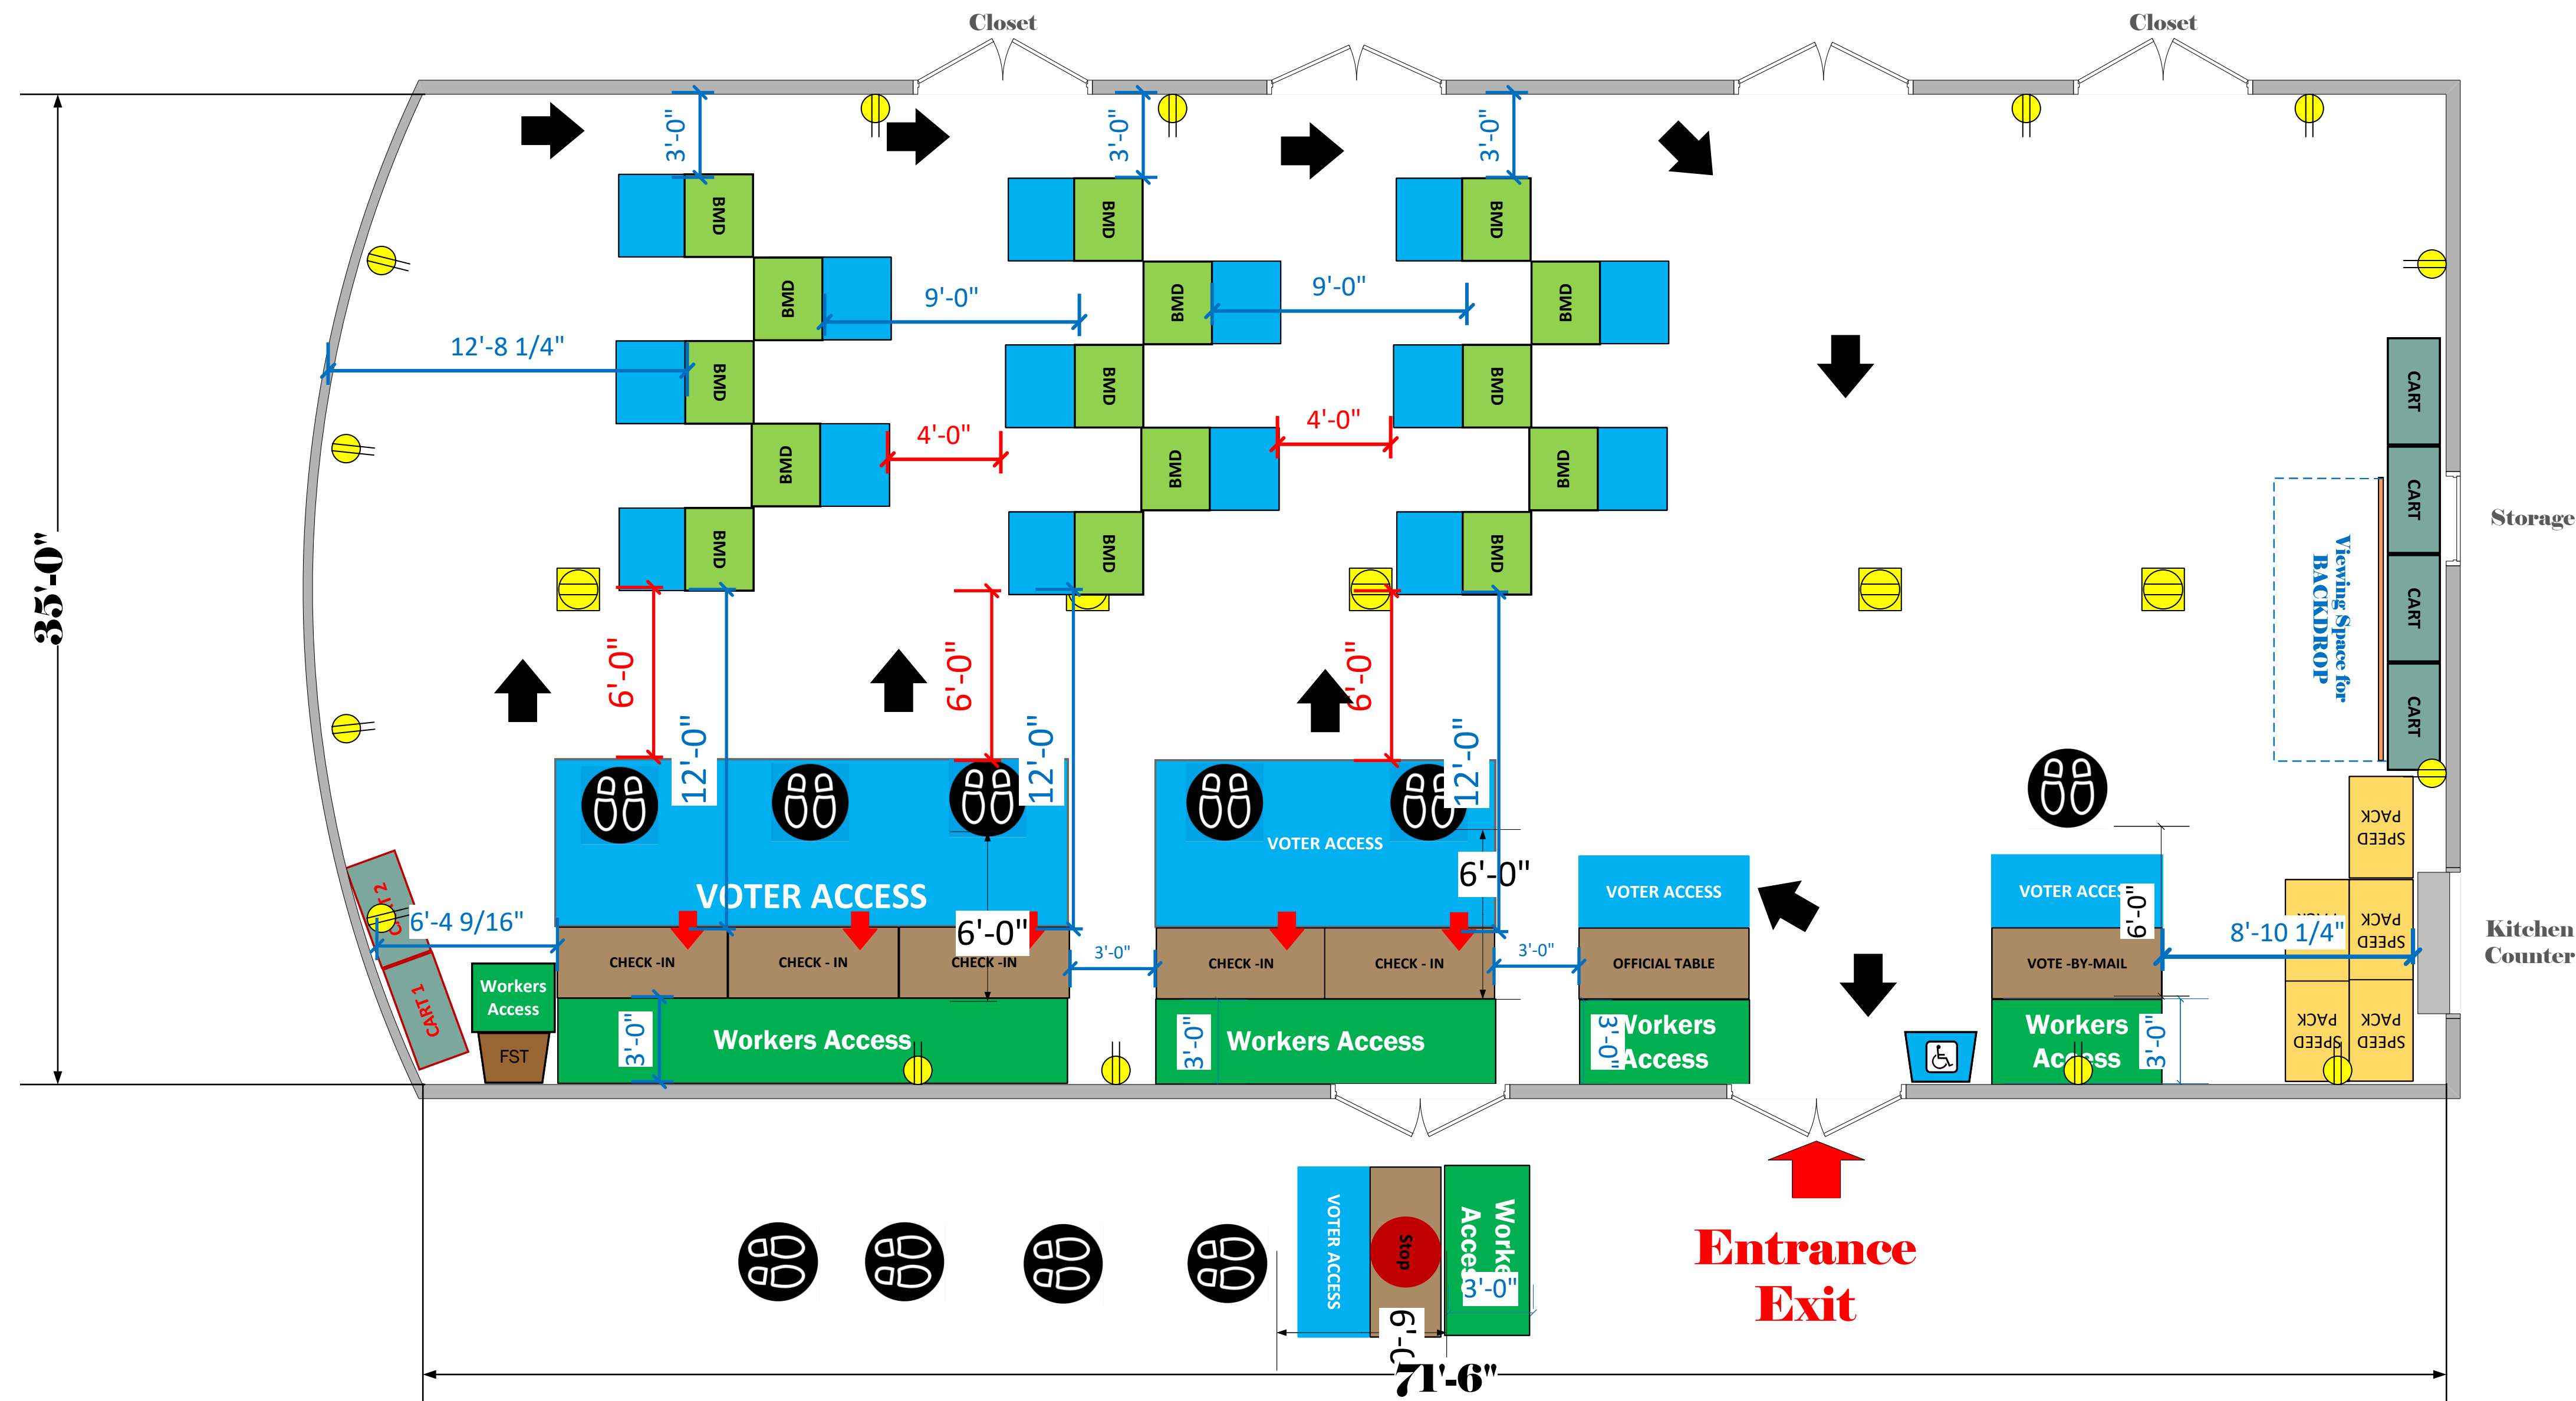 Closet
Closet
3'-0"
3'-0"
3'-0"
BMD
BMD
BMD
BMD
BMD
BMD
9'-0"
9'-0"
12'-8 1/4"
BMD
BMD
BMD
CART
4'-0"
4'-0"
BMD
BMD
BMD
CART
Storage
35'-0"
BMD
BMD
BMD
Viewing Space for
BACKDROP
CART
CART
6'-0"
6'-0"
6'-0"
12'-0"
12'-0"
12'-0"
SPEED
PACK
VOTER ACCESS
VOTER ACCESS
6'-0"
6'-0"
VOTER ACCESS
6'-0"
SPEED
PACK
2
6'-4 9/16"
8'-10 1/4"
Kitchen
Counter
CHECK -IN
CHECK - IN
CHECK -IN
3'-0"
CHECK -IN
CHECK - IN
3'-0"
OFFICIAL TABLE
VOTE -BY-MAIL
CART 1
Workers
Access
FST
3'-0"
Workers Access
3'-0"
Workers Access
3'-0"
Workers
Access
Workers
Access
3'-0"
SPEED
PACK
SPEED
PACK
VOTER ACCESS
Stop
3'-0"
6'-0
Entrance
Exit
71'-6"